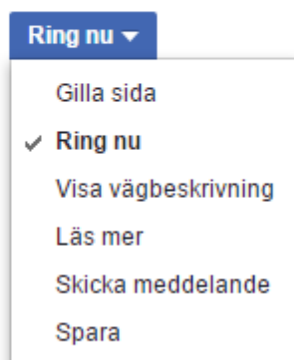 Ring nu
Gilla sida
Ring nu
Visa vägbeskrivning
Läs mer
Skicka meddelande
Spara